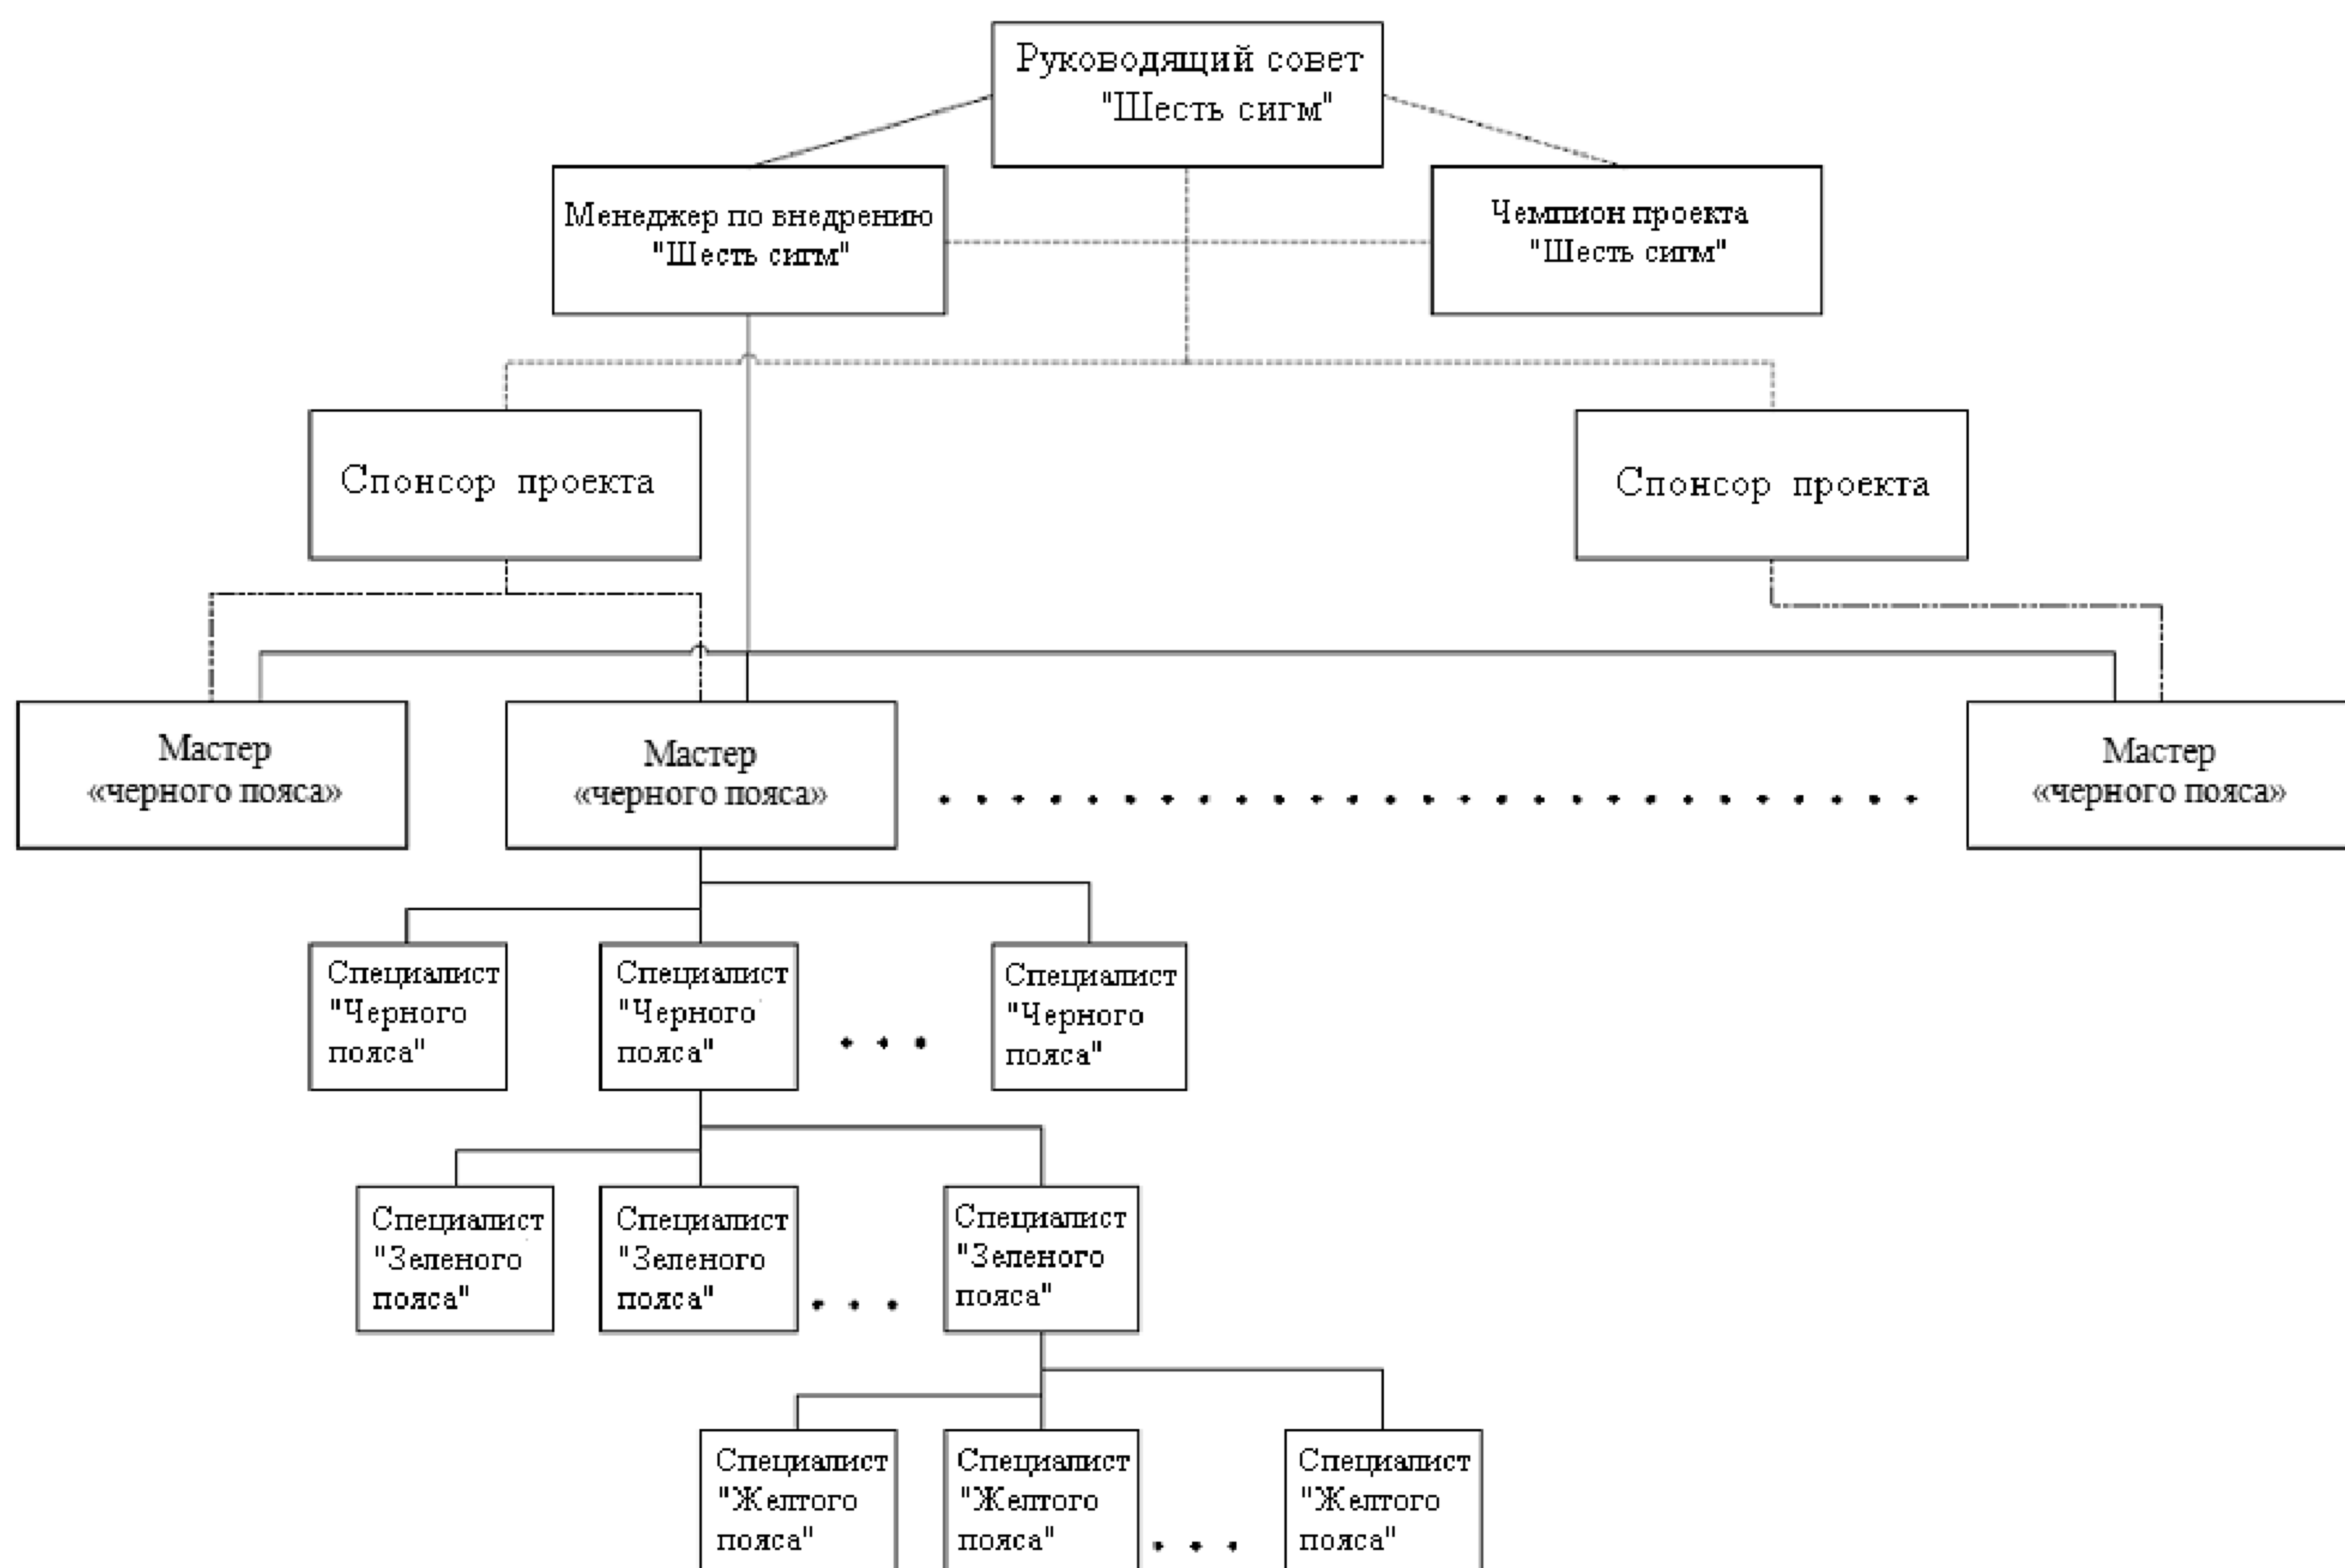 Руководящий совет
"Шесть сигм"
Менеджер по внедрению
"Шесть сигм"
Чемпион проекта
"Шесть сигм"
Спонсор проекта
Спонсор проекта
Мастер
«черного пояса»
Мастер
«черного пояса»
Мастер
«черного пояса»
Специалист
"Черного
пояса"
Специалист
"Черного
пояса"
Специалист
"Черного
пояса"
Специалист
"Зеленого
пояса"
Специалист
"Зеленого
пояса"
Специалист
"Зеленого
пояса"
Специалист
"Желтого
пояса"
Специалист
"Желтого
пояса"
Специалист
"Желтого
пояса"